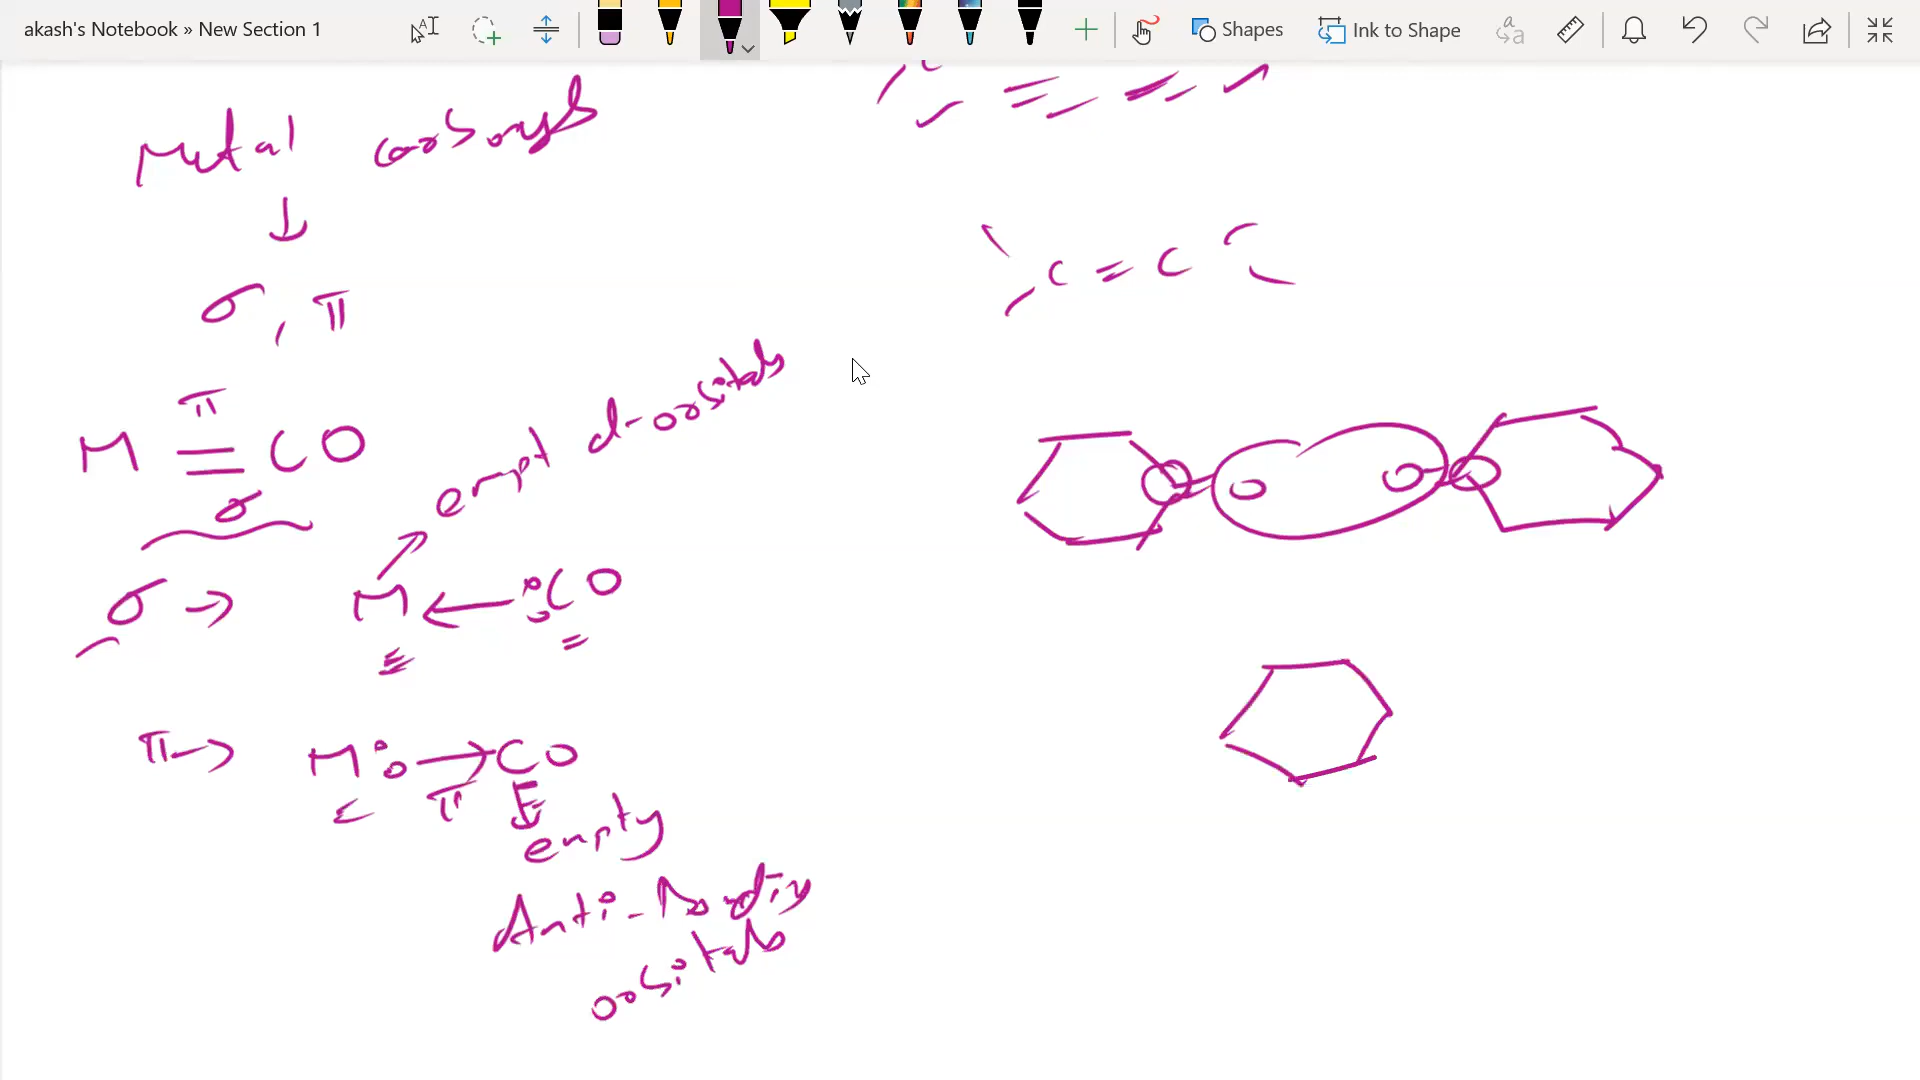 akash's Notebook » New Section 1
Shapes
Ink to Shape
Metal carbonyls
↓
σ, π
π
M = CO
σ
empt d-orbitals
σ → M ← :CO
π → M: → CO
π
empty
Anti-bonding
orbitals
C = C
O O